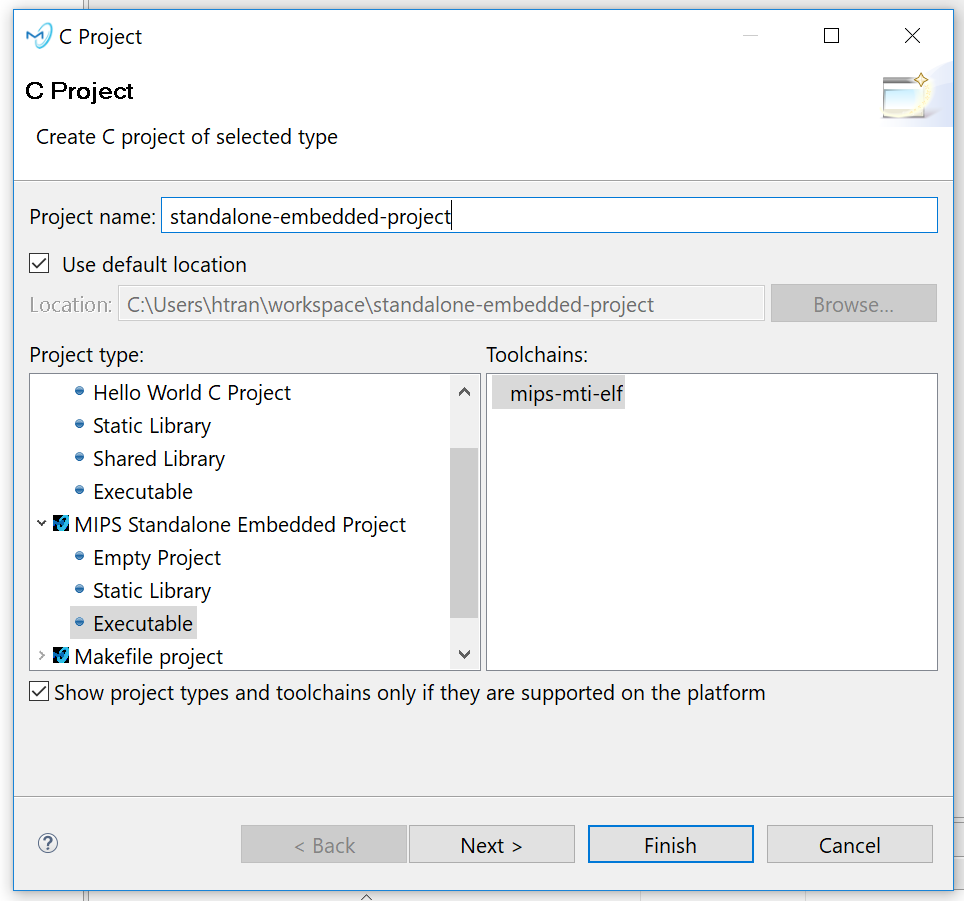 C Project
C Project
Create C project of selected type
Project name: standalone-embedded-project
Use default location
Location: C:\Users\htran\workspace\standalone-embedded-project Browse...
Project type:
Hello World C Project
Static Library
Shared Library
Executable
MIPS Standalone Embedded Project
Empty Project
Static Library
Executable
Makefile project
Toolchains:
mips-mti-elf
Show project types and toolchains only if they are supported on the platform
? < Back Next > Finish Cancel